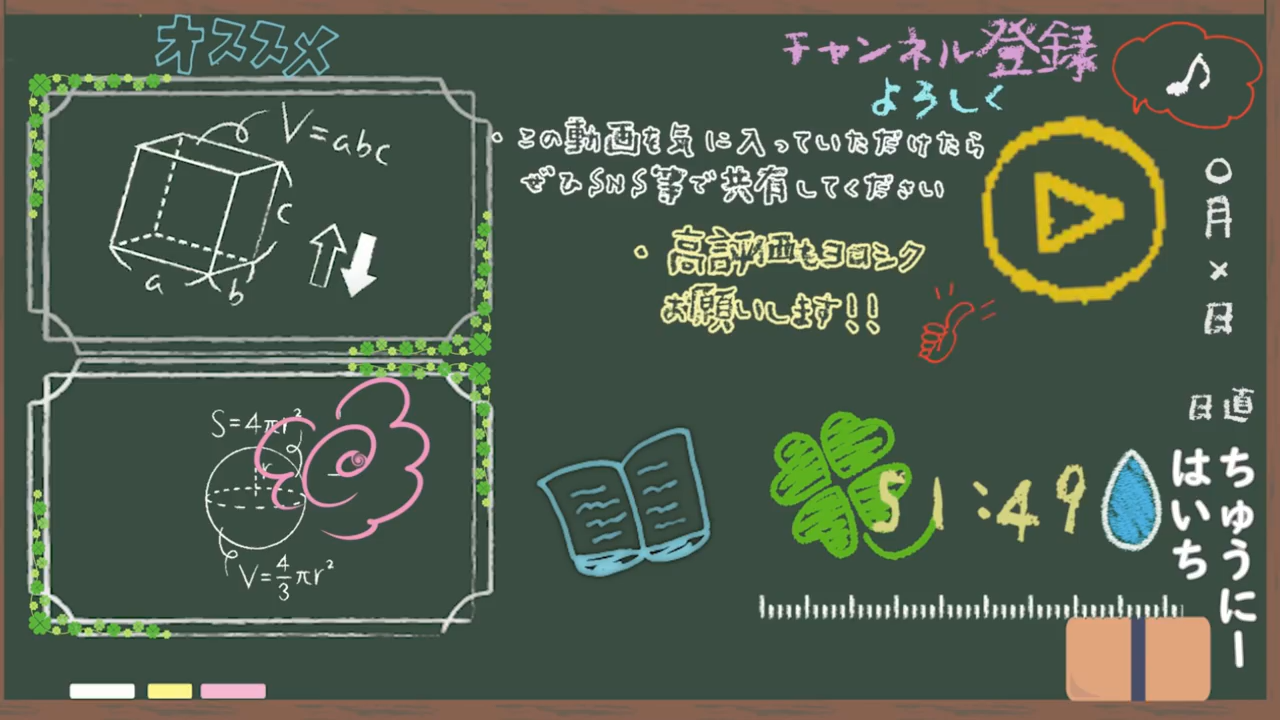 オススメ
V=abc
a
b
c
S=4πr²
r
V=4/3πr²
チャンネル登録
よろしく
・この動画を気に入っていただけたら
ぜひSNS等で共有してください
・高評価もヨロシク
お願いします!!
51:49
〇月×日
日直
ちゅうにー
はいち